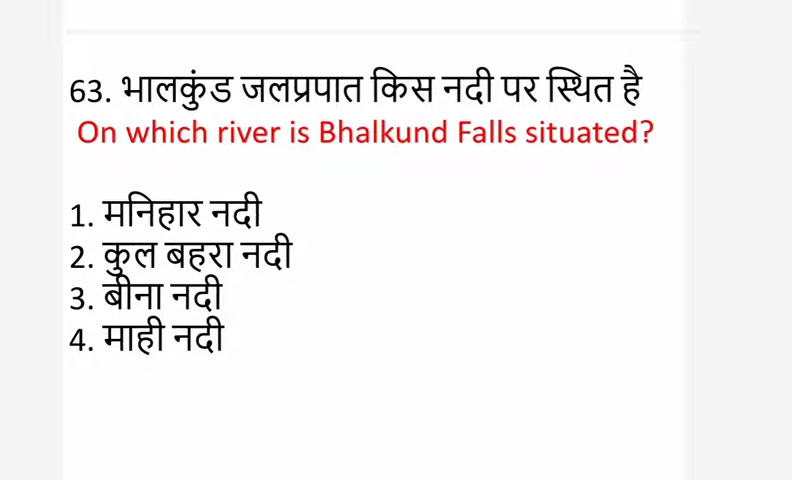 63. भालकुंड जलप्रपात किस नदी पर स्थित है
On which river is Bhalkund Falls situated?
1. मनिहार नदी
2. कुल बहरा नदी
3. बीना नदी
4. माही नदी